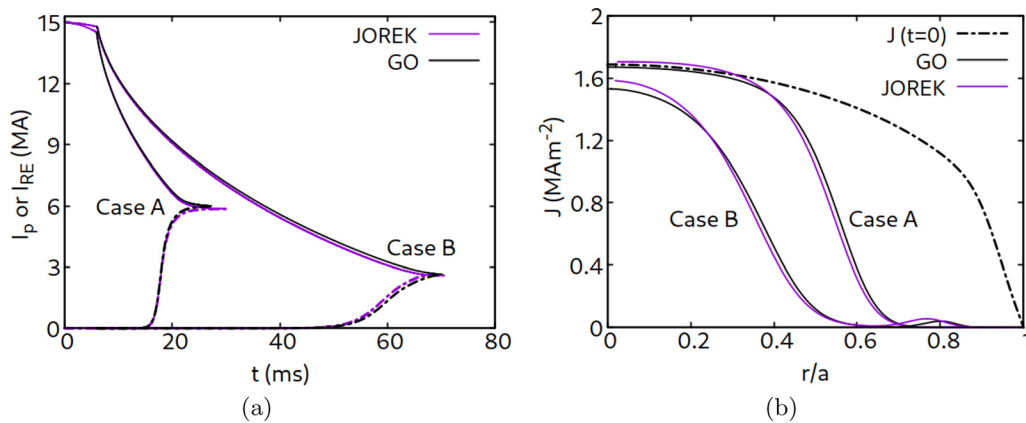 15
12
9
6
3
0
I_p or I_RE (MA)
JOREK
GO
Case A
Case B
0 20 40 60 80
t (ms)
(a)
2
1.6
1.2
0.8
0.4
0
J (MAm⁻²)
J (t=0)
GO
JOREK
Case B
Case A
0 0.2 0.4 0.6 0.8 1
r/a
(b)